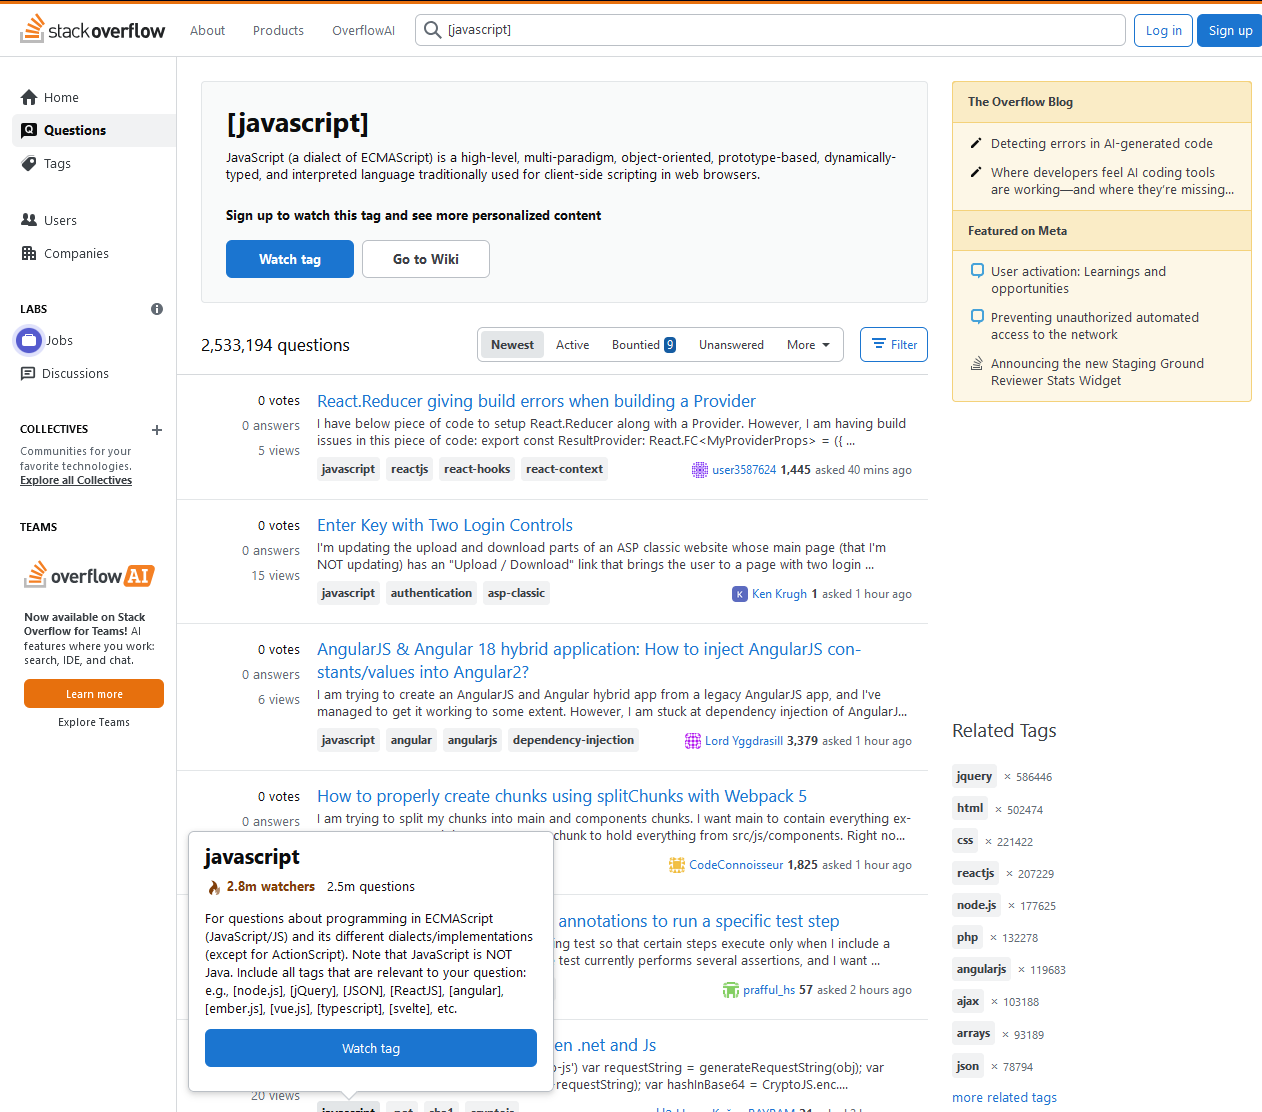 stackoverflow
About
Products
OverflowAI
[javascript]
Log in
Sign up
Home
Questions
Tags
Users
Companies
LABS
Jobs
Discussions
COLLECTIVES
Communities for your
favorite technologies.
Explore all Collectives
TEAMS
overflowAI
Now available on Stack
Overflow for Teams! AI
features where you work:
search, IDE, and chat.
Learn more
Explore Teams
[javascript]
JavaScript (a dialect of ECMAScript) is a high-level, multi-paradigm, object-oriented, prototype-based, dynamically-
typed, and interpreted language traditionally used for client-side scripting in web browsers.
Sign up to watch this tag and see more personalized content
Watch tag
Go to Wiki
2,533,194 questions
Newest
Active
Bountied 9
Unanswered
More
Filter
0 votes
0 answers
5 views
React.Reducer giving build errors when building a Provider
I have below piece of code to setup React.Reducer along with a Provider. However, I am having build
issues in this piece of code: export const ResultProvider: React.FC<MyProviderProps> = ({ ...
javascript reactjs react-hooks react-context
user3587624 1,445 asked 40 mins ago
0 votes
0 answers
15 views
Enter Key with Two Login Controls
I'm updating the upload and download parts of an ASP classic website whose main page (that I'm
NOT updating) has an "Upload / Download" link that brings the user to a page with two login ...
javascript authentication asp-classic
K Ken Krugh 1 asked 1 hour ago
0 votes
0 answers
6 views
AngularJS & Angular 18 hybrid application: How to inject AngularJS con-
stants/values into Angular2?
I am trying to create an AngularJS and Angular hybrid app from a legacy AngularJS app, and I've
managed to get it working to some extent. However, I am stuck at dependency injection of AngularJ...
javascript angular angularjs dependency-injection
Lord Yggdrasill 3,379 asked 1 hour ago
0 votes
0 answers
How to properly create chunks using splitChunks with Webpack 5
I am trying to split my chunks into main and components chunks. I want main to contain everything ex-
chunk to hold everything from src/js/components. Right no...
CodeConnoisseur 1,825 asked 1 hour ago
annotations to run a specific test step
ing test so that certain steps execute only when I include a
test currently performs several assertions, and I want ...
prafful_hs 57 asked 2 hours ago
en .net and Js
o-js') var requestString = generateRequestString(obj); var
requestString); var hashInBase64 = CryptoJS.enc....
20 views
javascript
2.8m watchers 2.5m questions
For questions about programming in ECMAScript
(JavaScript/JS) and its different dialects/implementations
(except for ActionScript). Note that JavaScript is NOT
Java. Include all tags that are relevant to your question:
e.g., [node.js], [jQuery], [JSON], [ReactJS], [angular],
[ember.js], [vue.js], [typescript], [svelte], etc.
Watch tag
The Overflow Blog
Detecting errors in AI-generated code
Where developers feel AI coding tools
are working—and where they're missing...
Featured on Meta
User activation: Learnings and
opportunities
Preventing unauthorized automated
access to the network
Announcing the new Staging Ground
Reviewer Stats Widget
Related Tags
jquery × 586446
html × 502474
css × 221422
reactjs × 207229
node.js × 177625
php × 132278
angularjs × 119683
ajax × 103188
arrays × 93189
json × 78794
more related tags